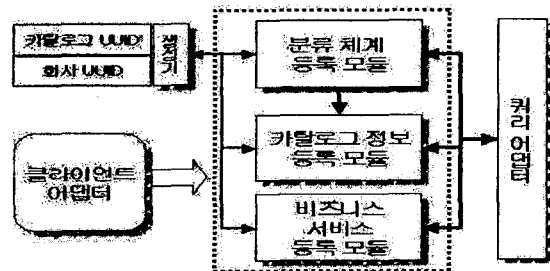 카탈로그 UUID
회사 UUID
생성기
클라이언트
어댑터
분류 체계
등록 모듈
카탈로그 정보
등록 모듈
비즈니스
서비스
등록 모듈
쿼리 어댑터